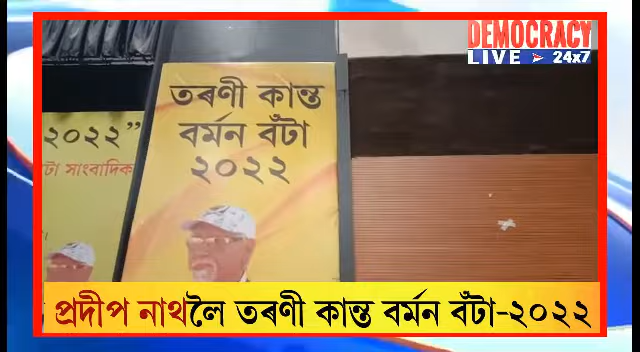 DEMOCRACY
LIVE 24x7
তৰণী কান্ত
বৰ্মন বঁটা
২০২২
২০২২”
টা সাংবাদিক
প্ৰদীপ নাথলৈ তৰণী কান্ত বৰ্মন বঁটা-২০২২